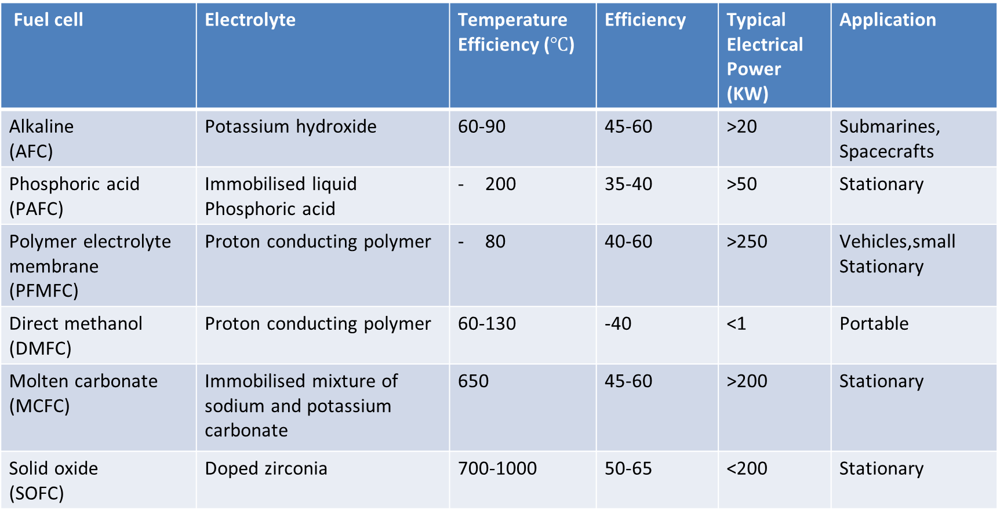 Fuel cell
Electrolyte
Temperature
Efficiency (℃)
Efficiency
Typical
Electrical
Power
(KW)
Application
Alkaline
(AFC)
Potassium hydroxide
60-90
45-60
>20
Submarines,
Spacecrafts
Phosphoric acid
(PAFC)
Immobilised liquid
Phosphoric acid
- 200
35-40
>50
Stationary
Polymer electrolyte
membrane
(PFMFC)
Proton conducting polymer
- 80
40-60
>250
Vehicles,small
Stationary
Direct methanol
(DMFC)
Proton conducting polymer
60-130
-40
<1
Portable
Molten carbonate
(MCFC)
Immobilised mixture of
sodium and potassium
carbonate
650
45-60
>200
Stationary
Solid oxide
(SOFC)
Doped zirconia
700-1000
50-65
<200
Stationary